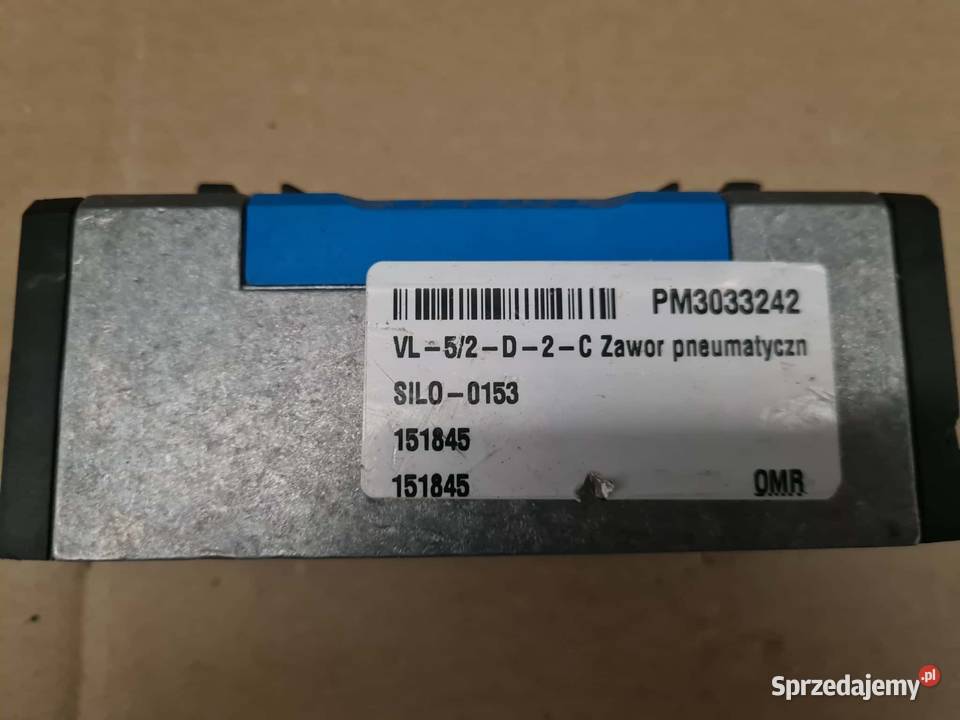 PM3033242
VL-5/2-D-2-C Zawor pneumatyczn
SILO-0153
151845
151845 OMR
Sprzedajemy.pl